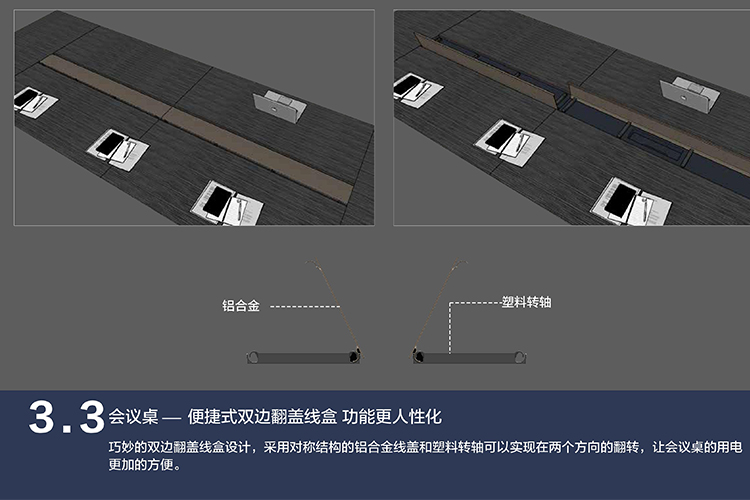 铝合金
塑料转轴
3.3 会议桌 — 便捷式双边翻盖线盒 功能更人性化
巧妙的双边翻盖线盒设计，采用对称结构的铝合金线盖和塑料转轴可以实现在两个方向的翻转，让会议桌的用电
更加的方便。